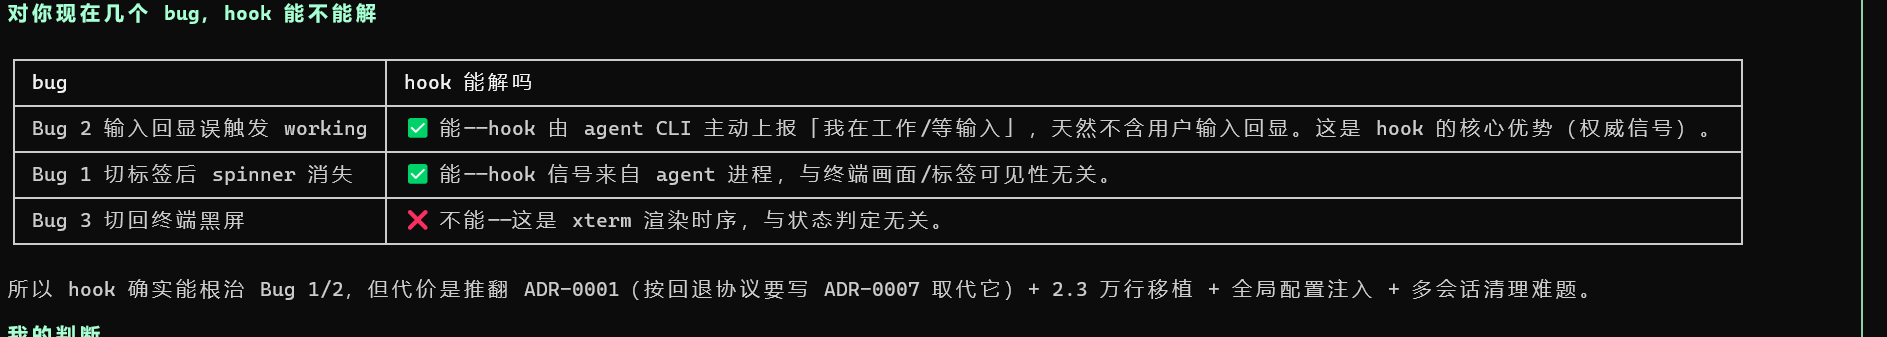 对你现在几个 bug，hook 能不能解
bug
hook 能解吗
Bug 2 输入回显误触发 working
✅ 能——hook 由 agent CLI 主动上报「我在工作/等输入」，天然不含用户输入回显。这是 hook 的核心优势（权威信号）。
Bug 1 切标签后 spinner 消失
✅ 能——hook 信号来自 agent 进程，与终端画面/标签可见性无关。
Bug 3 切回终端黑屏
❌ 不能——这是 xterm 渲染时序，与状态判定无关。
所以 hook 确实能根治 Bug 1/2，但代价是推翻 ADR-0001（按回退协议要写 ADR-0007 取代它）+ 2.3 万行移植 + 全局配置注入 + 多会话清理难题。
我的判断